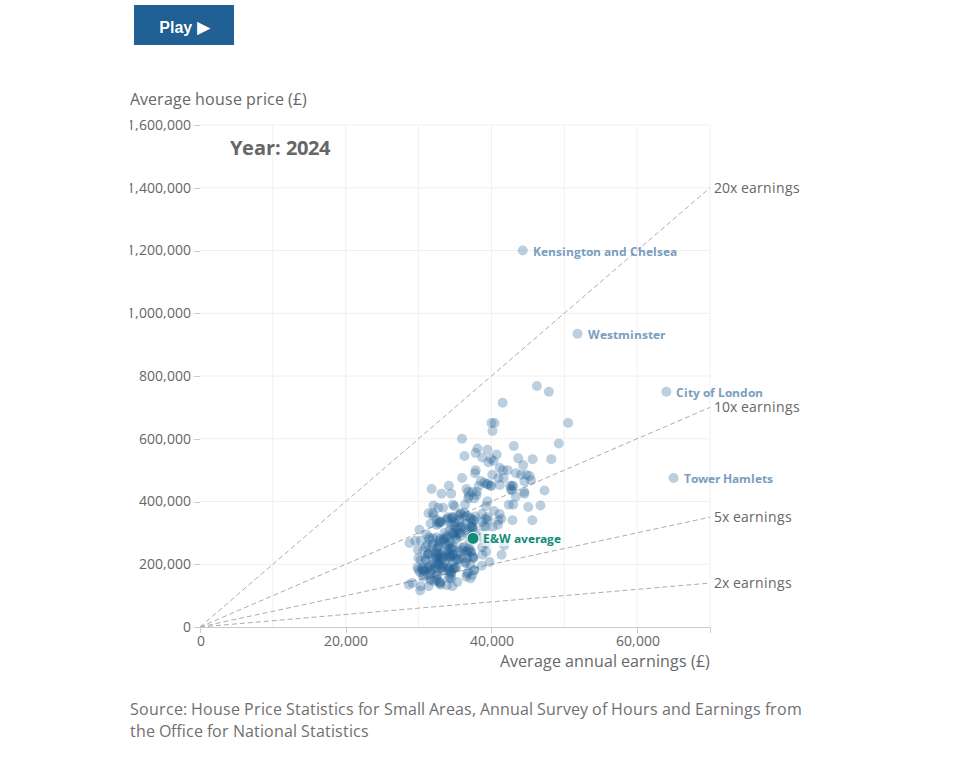 Play ▶
Average house price (£)
1,600,000
Year: 2024
1,400,000
20x earnings
1,200,000
Kensington and Chelsea
1,000,000
Westminster
800,000
City of London
10x earnings
600,000
Tower Hamlets
400,000
5x earnings
E&W average
200,000
2x earnings
0
0 20,000 40,000 60,000
Average annual earnings (£)
Source: House Price Statistics for Small Areas, Annual Survey of Hours and Earnings from
the Office for National Statistics